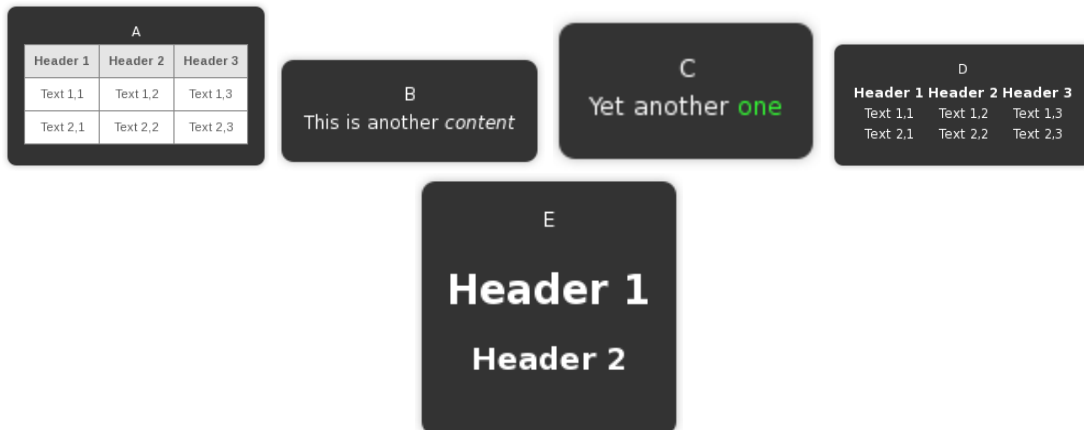 A
Header 1 Header 2 Header 3
Text 1,1 Text 1,2 Text 1,3
Text 2,1 Text 2,2 Text 2,3
B
This is another content
C
Yet another one
D
Header 1 Header 2 Header 3
Text 1,1 Text 1,2 Text 1,3
Text 2,1 Text 2,2 Text 2,3
E
Header 1
Header 2